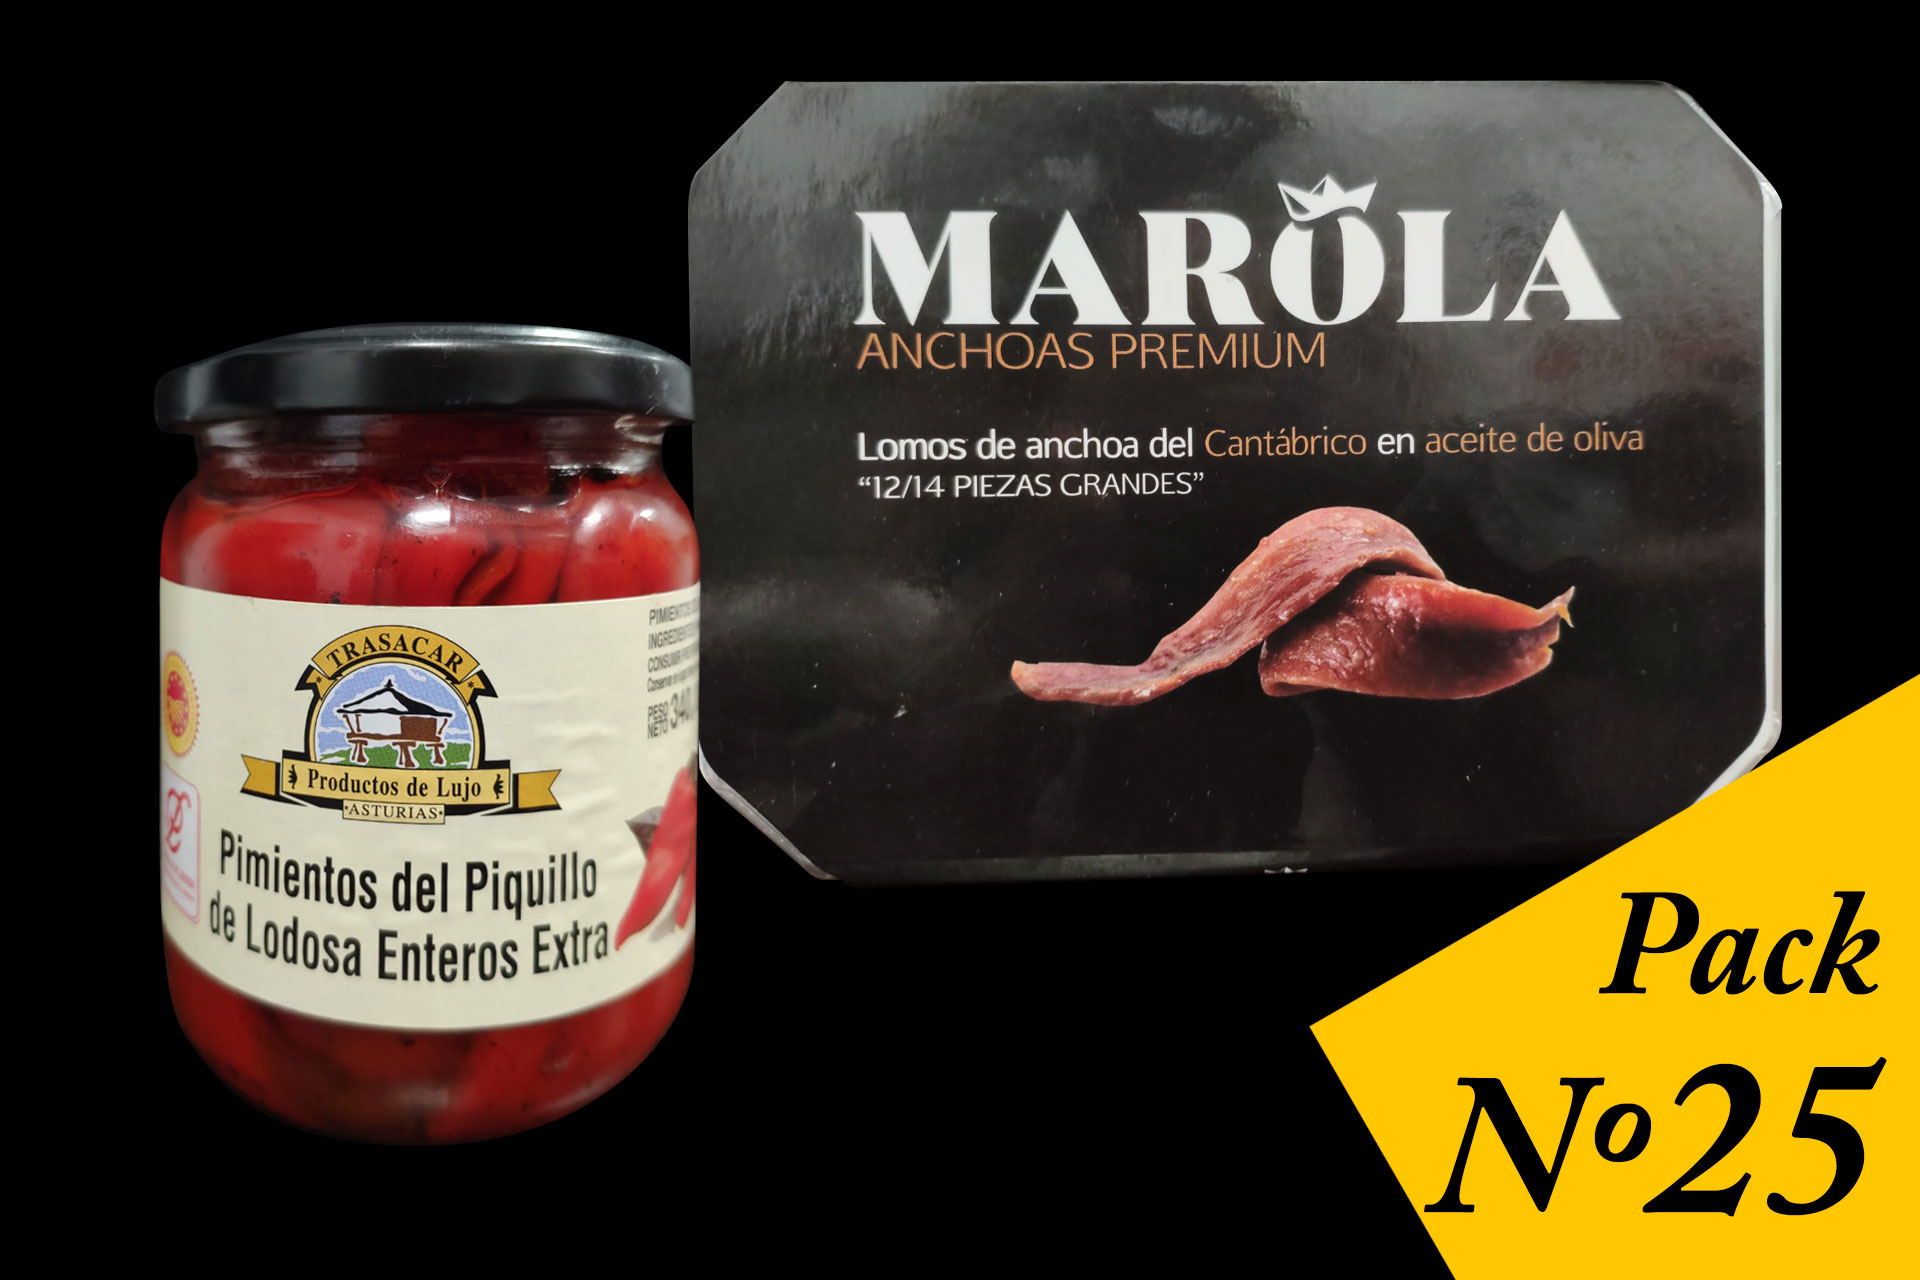 MAROLA
ANCHOAS PREMIUM
Lomos de anchoa del Cantábrico en aceite de oliva
“12/14 PIEZAS GRANDES”
TRASACAR
Productos de Lujo
ASTURIAS
Pimientos del Piquillo
de Lodosa Enteros Extra
CONSUMIR
PESO
NETO
Pack
Nº25